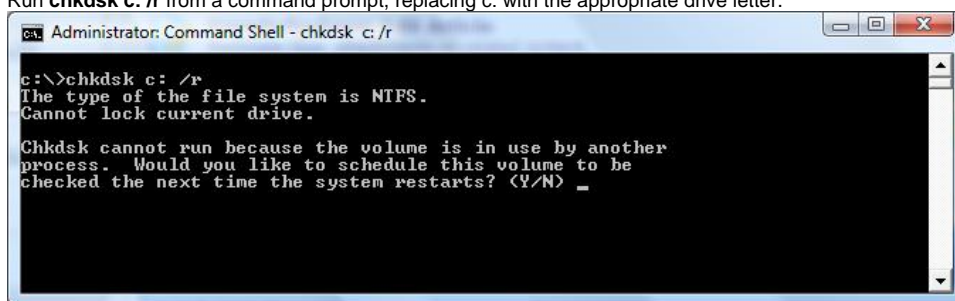 Run chkdsk c: /r from a command prompt, replacing c: with the appropriate drive letter.
Administrator: Command Shell - chkdsk c: /r
c:\>chkdsk c: /r
The type of the file system is NTFS.
Cannot lock current drive.
Chkdsk cannot run because the volume is in use by another
process. Would you like to schedule this volume to be
checked the next time the system restarts? (Y/N) _